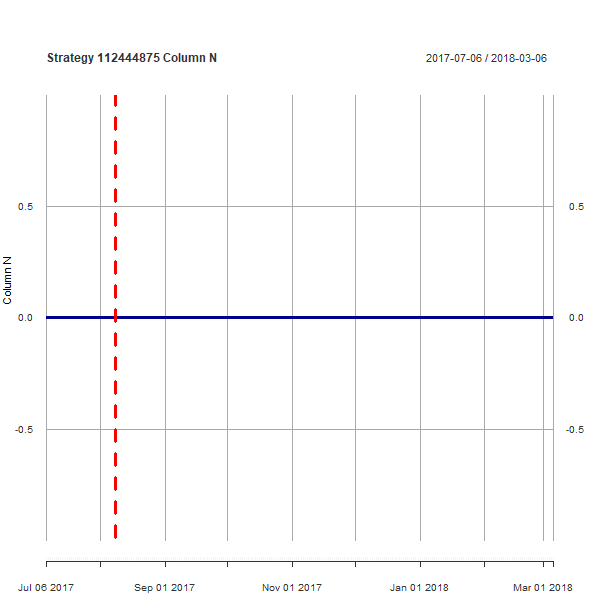 Strategy 112444875 Column N
2017-07-06 / 2018-03-06
Column N
0.5
0.5
0.0
0.0
-0.5
-0.5
Jul 06 2017
Sep 01 2017
Nov 01 2017
Jan 01 2018
Mar 01 2018